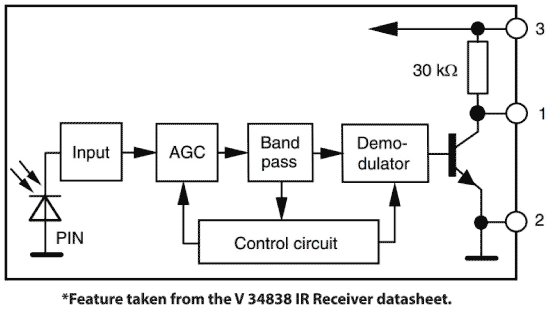 3
30 kΩ
1
Input
AGC
Band
pass
Demo-
dulator
2
PIN
Control circuit
*Feature taken from the V 34838 IR Receiver datasheet.